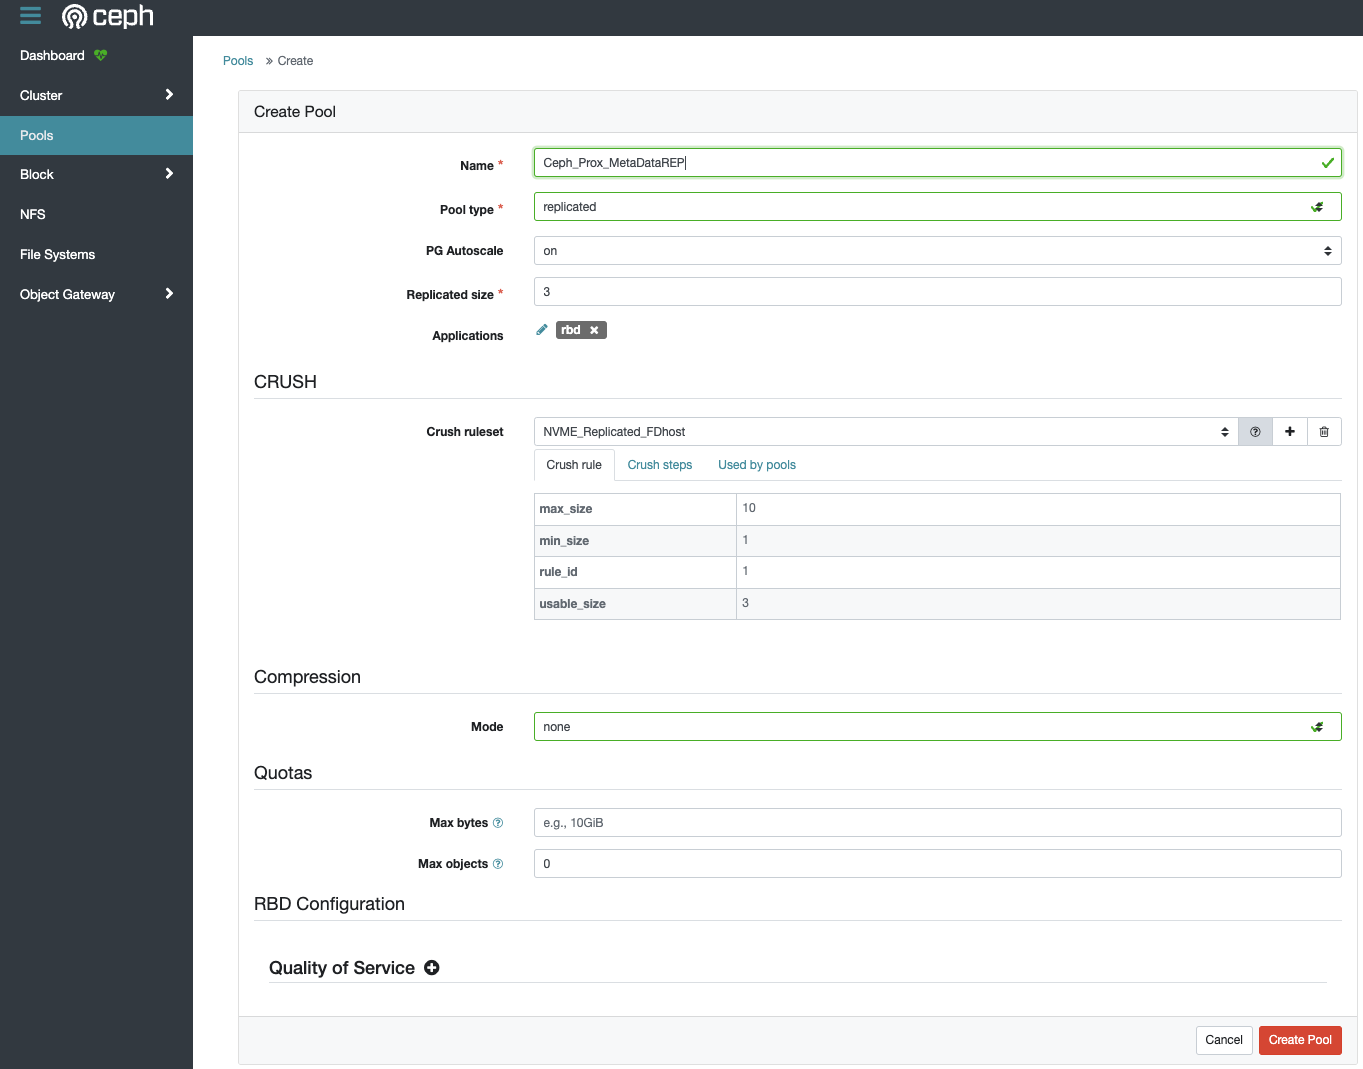 ceph
Dashboard
Cluster
Pools
Block
NFS
File Systems
Object Gateway
Pools » Create
Create Pool
Name * Ceph_Prox_MetaDataREP
Pool type * replicated
PG Autoscale on
Replicated size * 3
Applications rbd ×
CRUSH
Crush ruleset NVME_Replicated_FDhost
Crush rule Crush steps Used by pools
max_size 10
min_size 1
rule_id 1
usable_size 3
Compression
Mode none
Quotas
Max bytes e.g., 10GiB
Max objects 0
RBD Configuration
Quality of Service
Cancel Create Pool